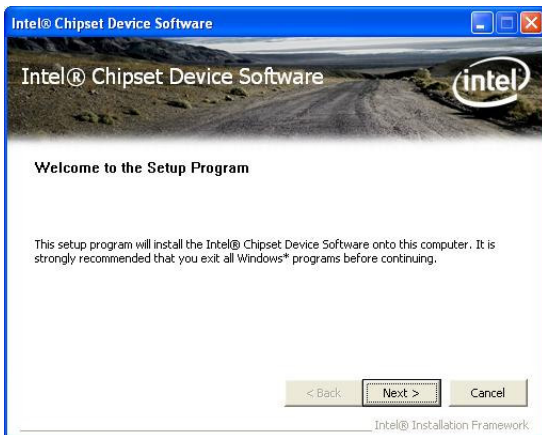 Intel® Chipset Device Software
Intel® Chipset Device Software
intel
Welcome to the Setup Program
This setup program will install the Intel® Chipset Device Software onto this computer. It is
strongly recommended that you exit all Windows* programs before continuing.
< Back Next > Cancel
Intel® Installation Framework